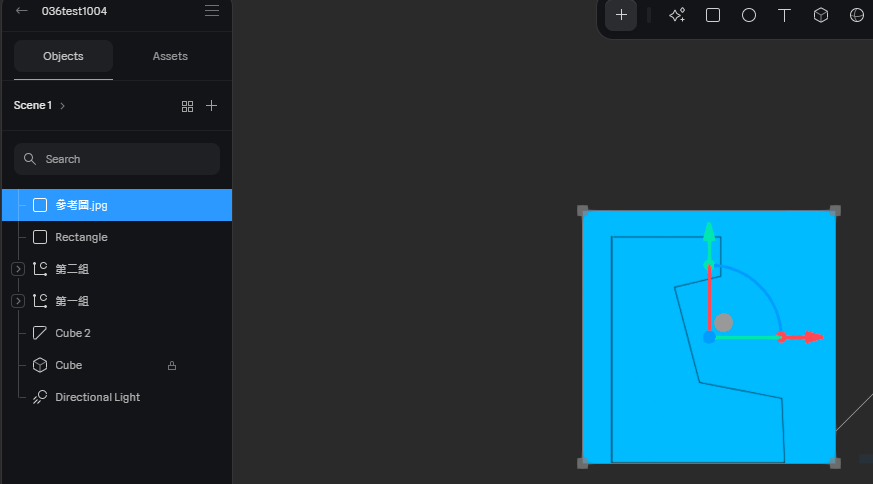 036test1004
Objects
Assets
Scene 1
Search
參考圖.jpg
Rectangle
第二組
第一組
Cube 2
Cube
Directional Light